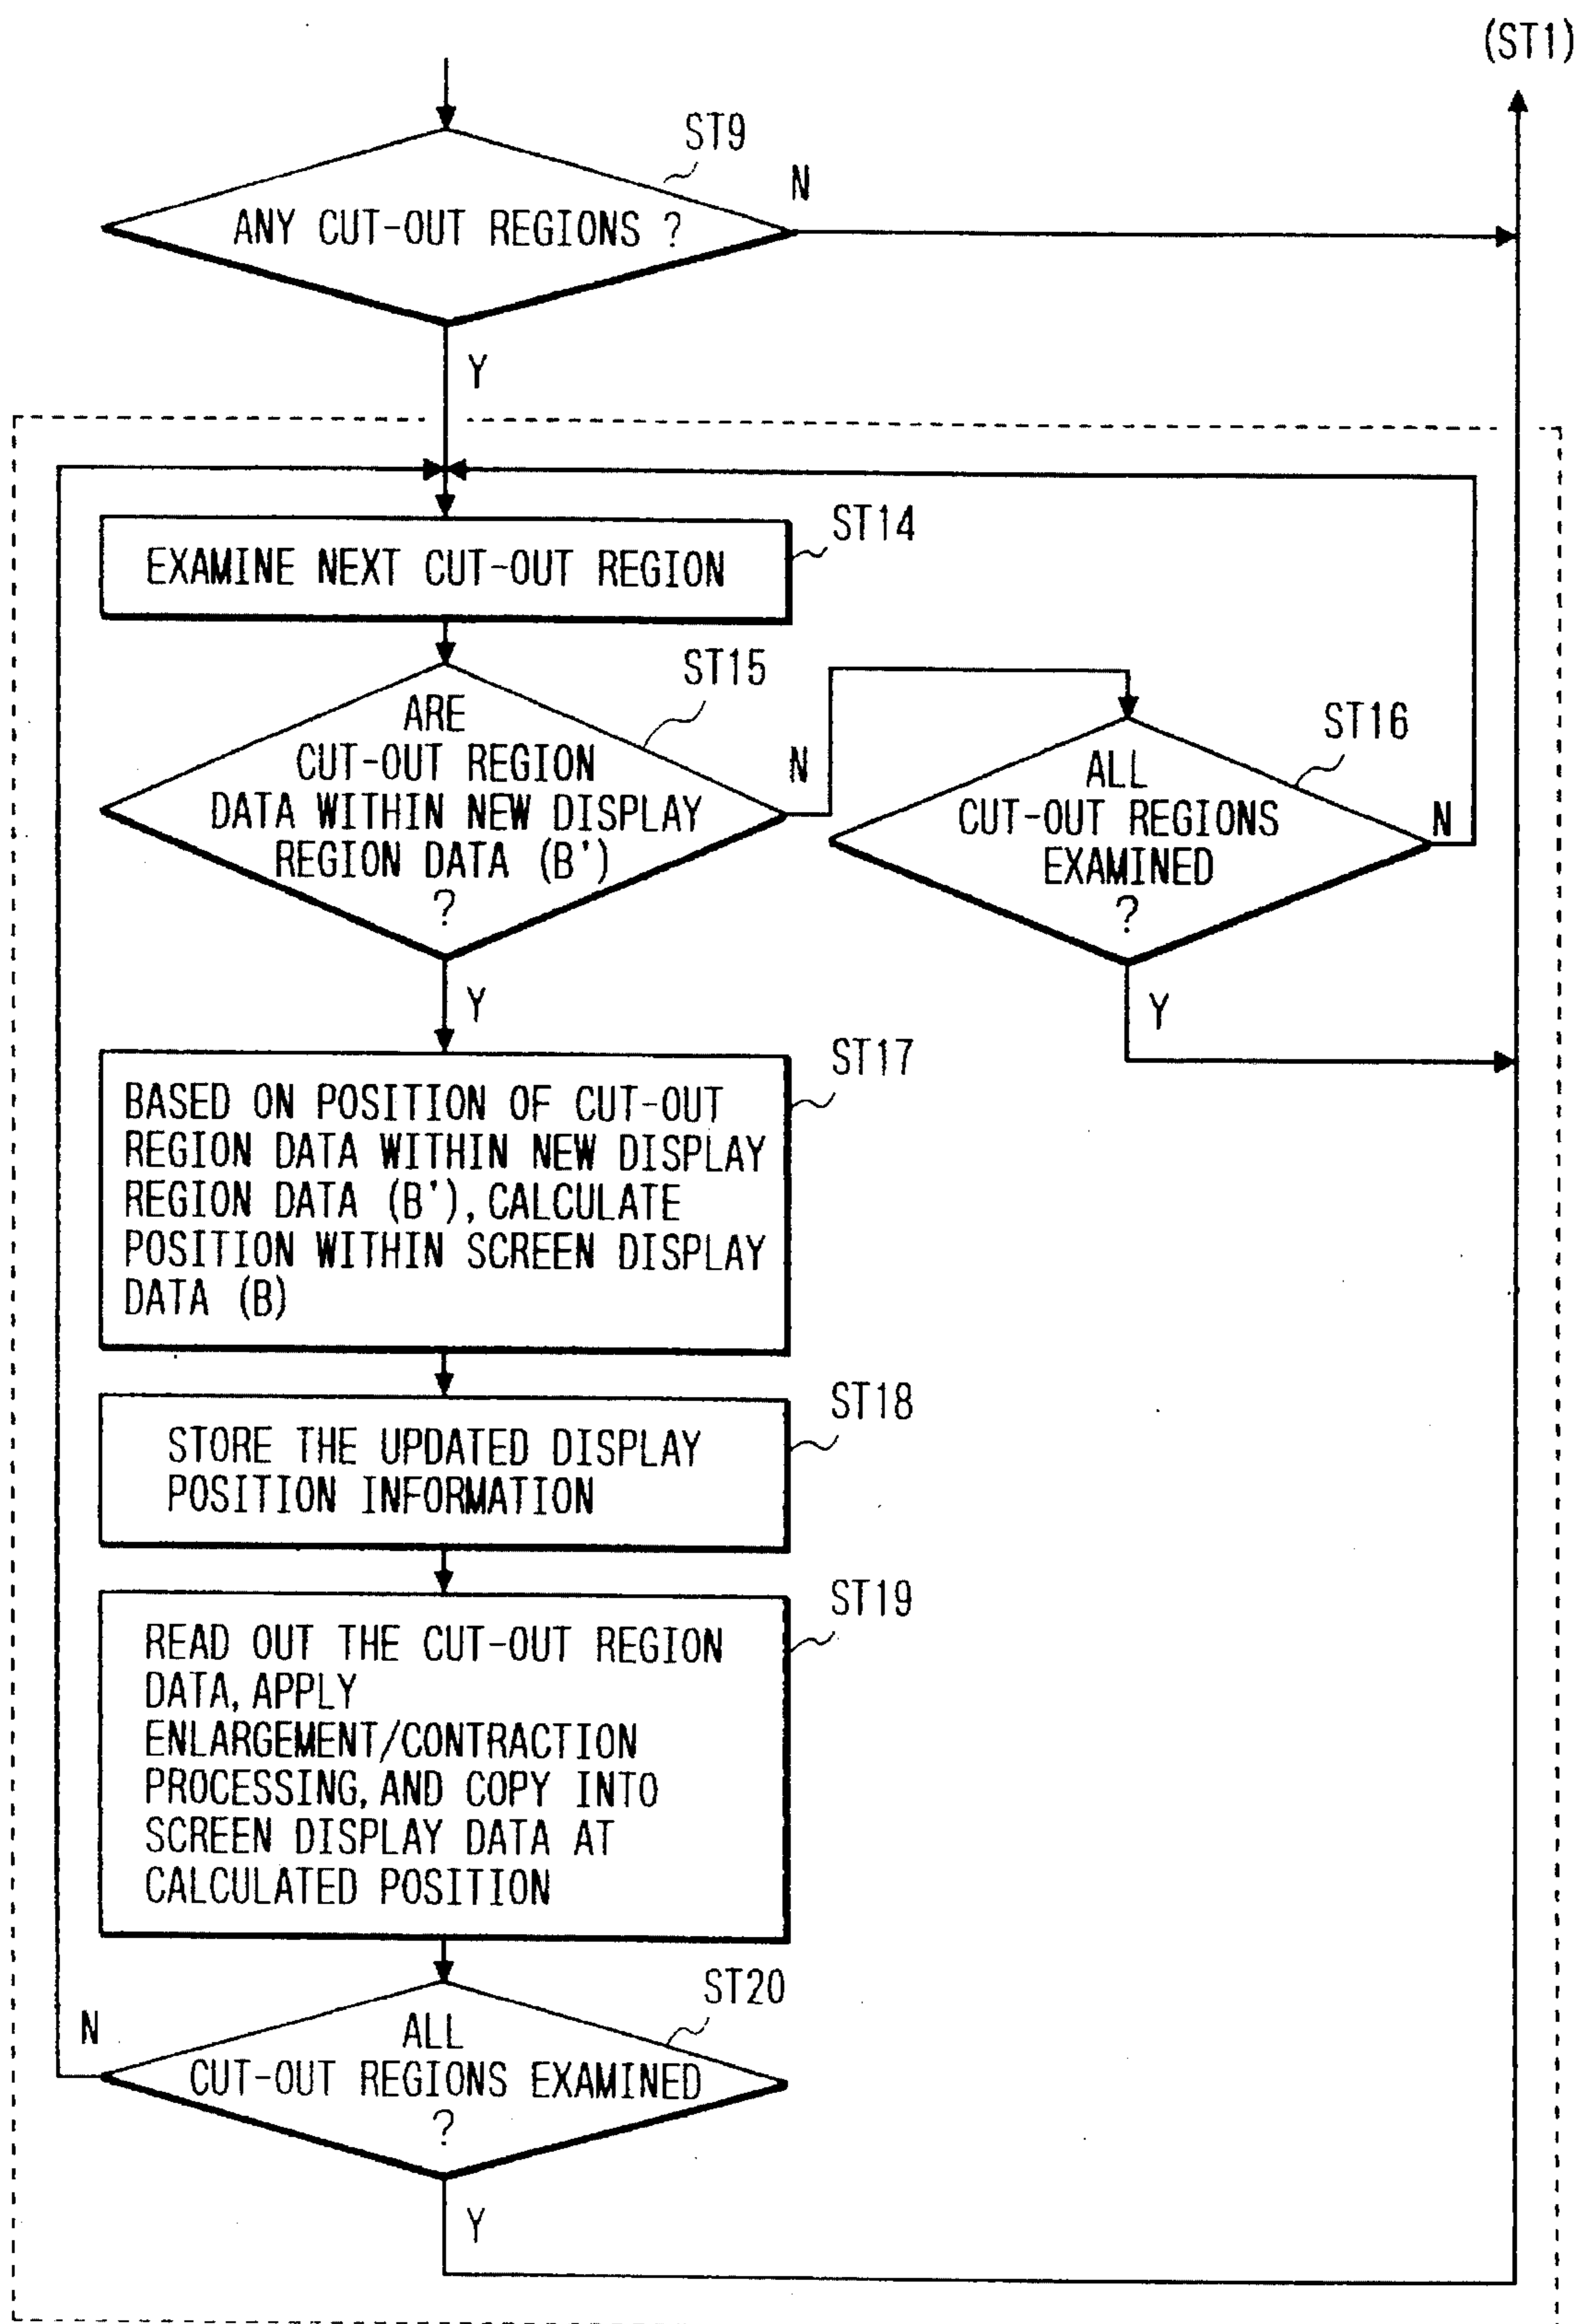 (ST1)
ST9
N
ANY CUT-OUT REGIONS ?
Y
ST14
EXAMINE NEXT CUT-OUT REGION
ST15
ARE
CUT-OUT REGION
DATA WITHIN NEW DISPLAY
REGION DATA (B')
?
N
ST16
ALL
CUT-OUT REGIONS
EXAMINED
?
N
Y
Y
ST17
BASED ON POSITION OF CUT-OUT
REGION DATA WITHIN NEW DISPLAY
REGION DATA (B'), CALCULATE
POSITION WITHIN SCREEN DISPLAY
DATA (B)
ST18
STORE THE UPDATED DISPLAY
POSITION INFORMATION
ST19
READ OUT THE CUT-OUT REGION
DATA, APPLY
ENLARGEMENT/CONTRACTION
PROCESSING, AND COPY INTO
SCREEN DISPLAY DATA AT
CALCULATED POSITION
ST20
N
ALL
CUT-OUT REGIONS EXAMINED
?
Y